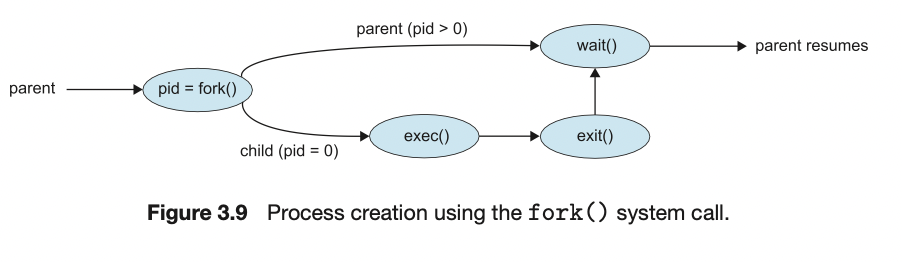 parent (pid > 0)
wait()
parent resumes
parent
pid = fork()
exec()
exit()
child (pid = 0)
Figure 3.9 Process creation using the fork() system call.